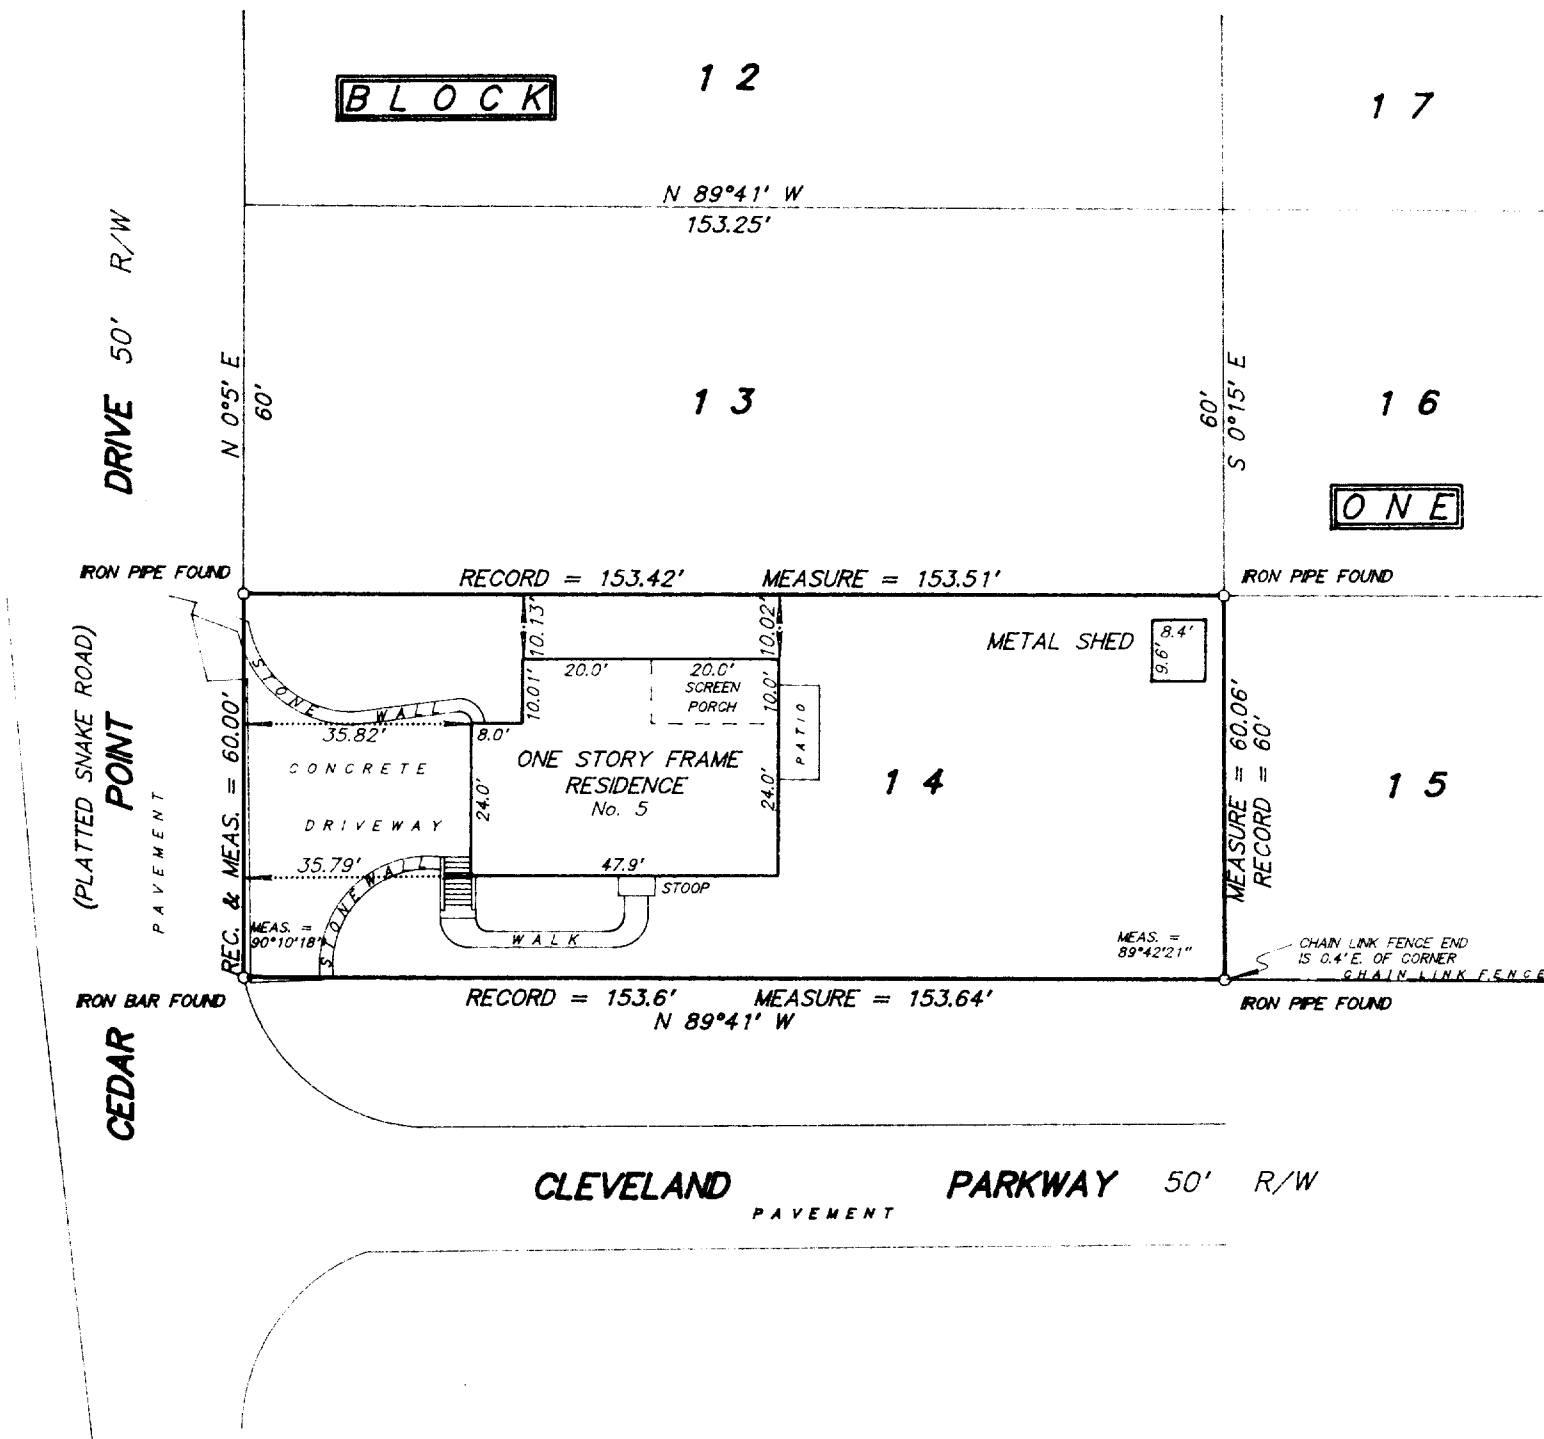 BLOCK
12
17
N 89°41' W
153.25'
DRIVE 50' R/W
N 0°5' E
60'
13
60'
S 0°15' E
16
ONE
IRON PIPE FOUND
RECORD = 153.42' MEASURE = 153.51'
IRON PIPE FOUND
10.13'
10.02'
METAL SHED
8.4'
9.6'
STONE WALL
20.0'
20.0'
SCREEN
PORCH
10.01'
10.0'
PATIO
35.82'
8.0'
(PLATTED SNAKE ROAD)
POINT
PAVEMENT
REC. & MEAS. = 60.00'
CONCRETE
DRIVEWAY
24.0'
ONE STORY FRAME
RESIDENCE
No. 5
24.0'
14
MEASURE = 60.06'
RECORD = 60'
15
35.79'
STONE WALL
47.9'
STOOP
WALK
MEAS. =
90°10'18"
MEAS. =
89°42'21"
CHAIN LINK FENCE END
IS 0.4' E. OF CORNER
CHAIN LINK FENCE
IRON BAR FOUND
RECORD = 153.6' MEASURE = 153.64'
N 89°41' W
IRON PIPE FOUND
CEDAR
CLEVELAND PARKWAY 50' R/W
PAVEMENT